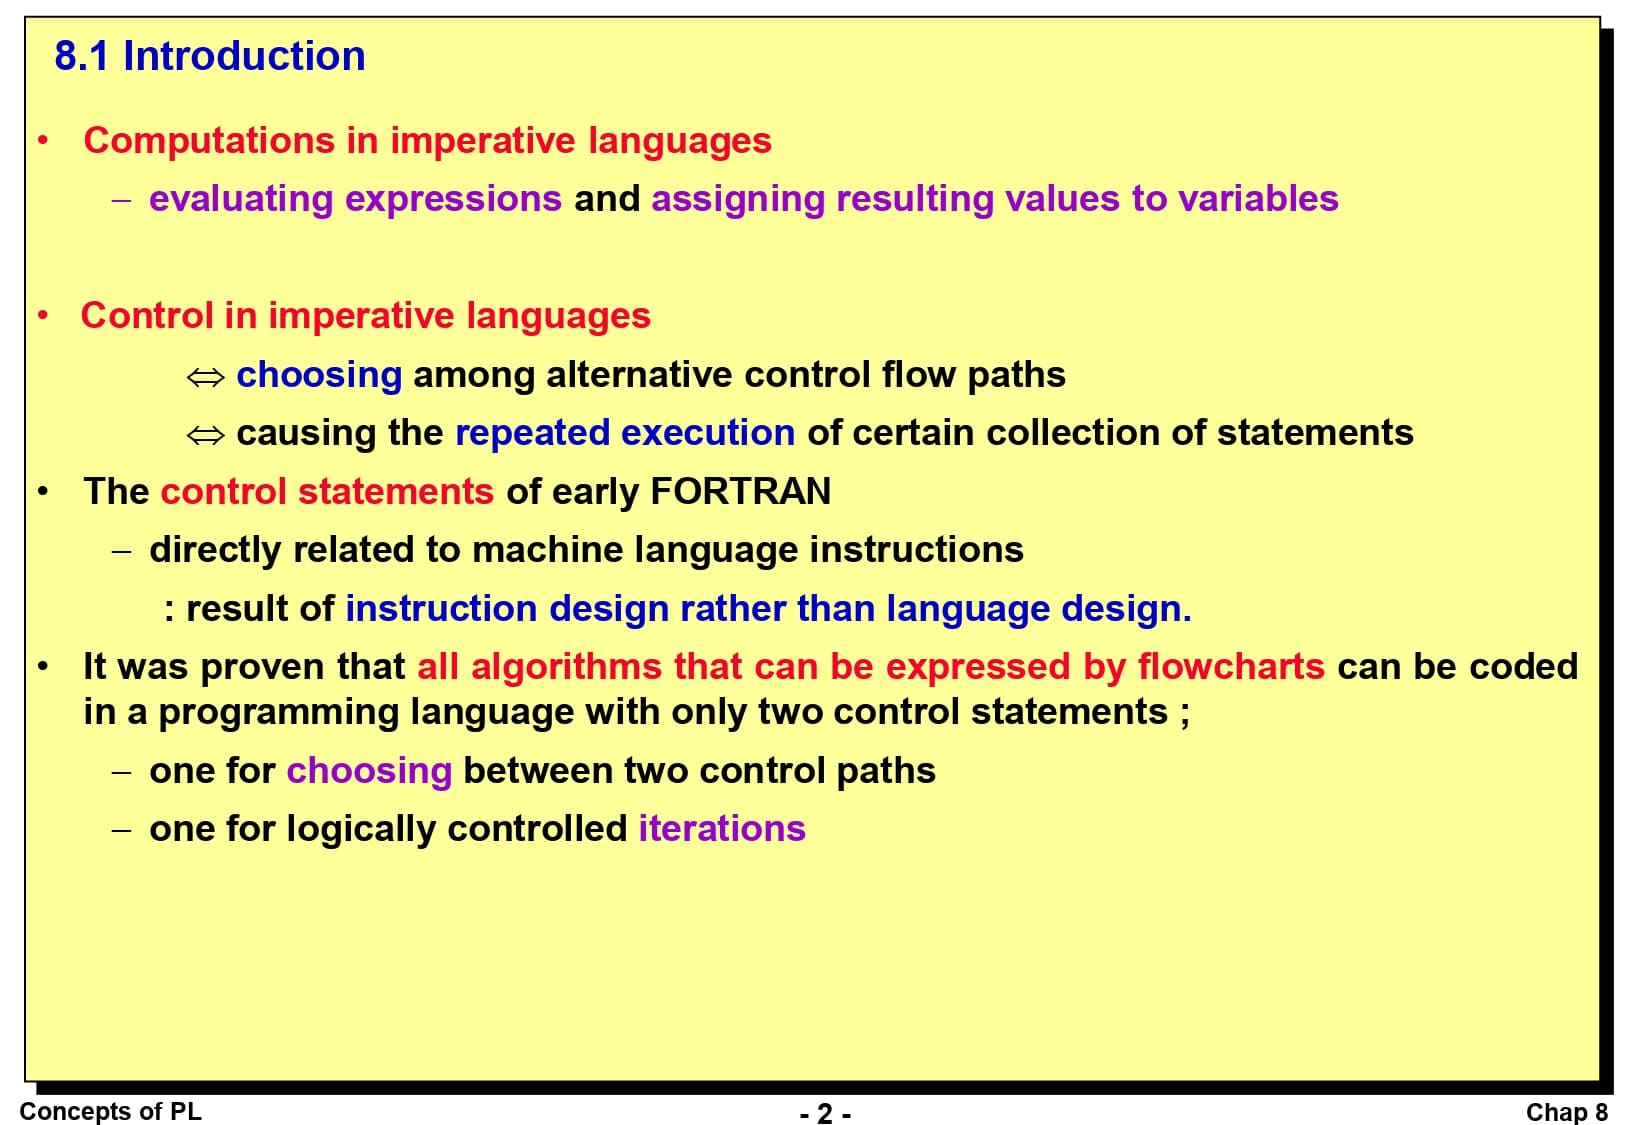 8.1 Introduction
• Computations in imperative languages
– evaluating expressions and assigning resulting values to variables
• Control in imperative languages
⇔ choosing among alternative control flow paths
⇔ causing the repeated execution of certain collection of statements
• The control statements of early FORTRAN
– directly related to machine language instructions
: result of instruction design rather than language design.
• It was proven that all algorithms that can be expressed by flowcharts can be coded
in a programming language with only two control statements ;
– one for choosing between two control paths
– one for logically controlled iterations
Concepts of PL
- 2 -
Chap 8